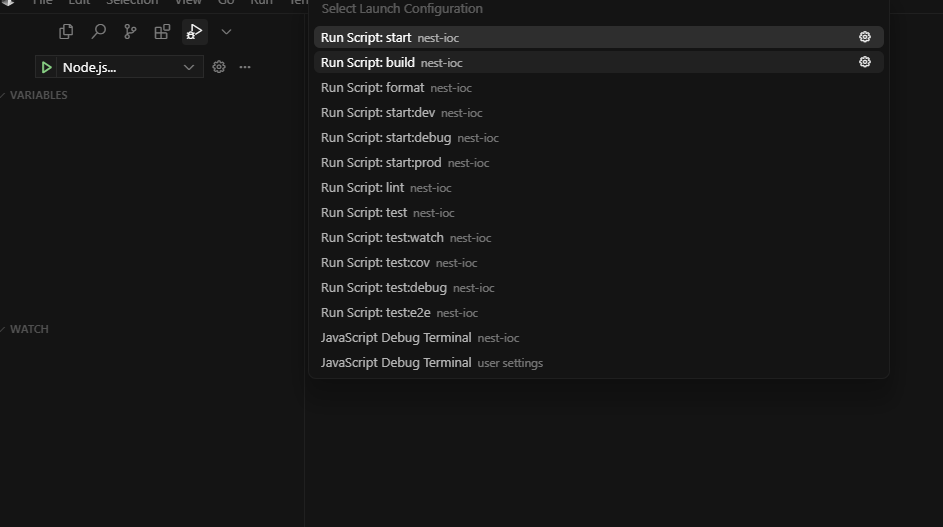 File Edit Selection View Go Run
Select Launch Configuration
Run Script: start nest-ioc
Node.js...
Run Script: build nest-ioc
VARIABLES
Run Script: format nest-ioc
Run Script: start:dev nest-ioc
Run Script: start:debug nest-ioc
Run Script: start:prod nest-ioc
Run Script: lint nest-ioc
Run Script: test nest-ioc
Run Script: test:watch nest-ioc
Run Script: test:cov nest-ioc
Run Script: test:debug nest-ioc
Run Script: test:e2e nest-ioc
WATCH
JavaScript Debug Terminal nest-ioc
JavaScript Debug Terminal user settings